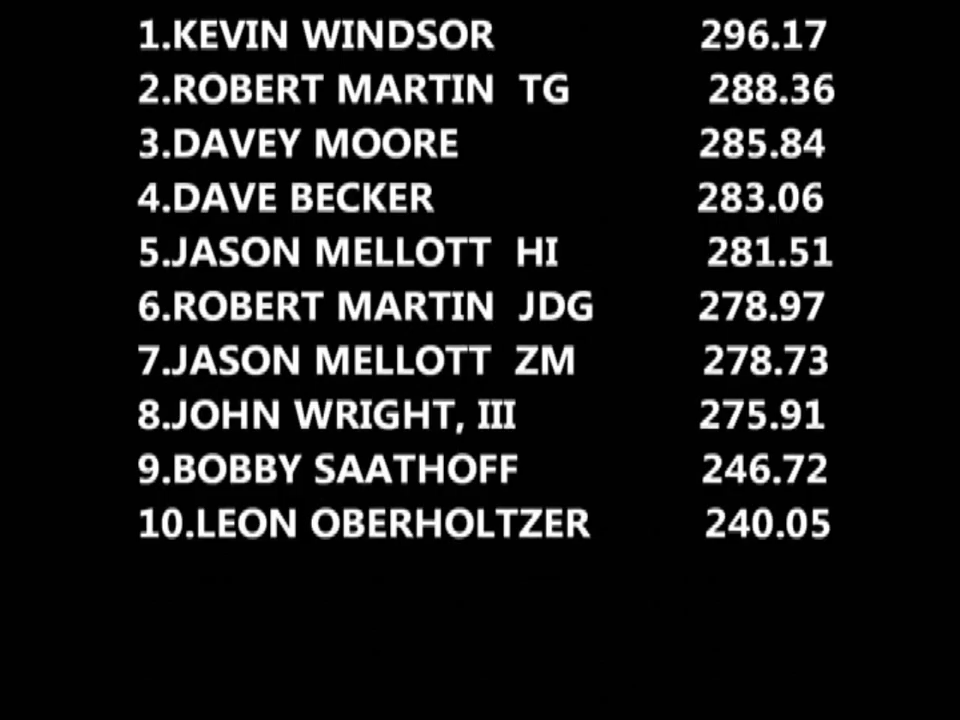 1.KEVIN WINDSOR 296.17
2.ROBERT MARTIN TG 288.36
3.DAVEY MOORE 285.84
4.DAVE BECKER 283.06
5.JASON MELLOTT HI 281.51
6.ROBERT MARTIN JDG 278.97
7.JASON MELLOTT ZM 278.73
8.JOHN WRIGHT, III 275.91
9.BOBBY SAATHOFF 246.72
10.LEON OBERHOLTZER 240.05